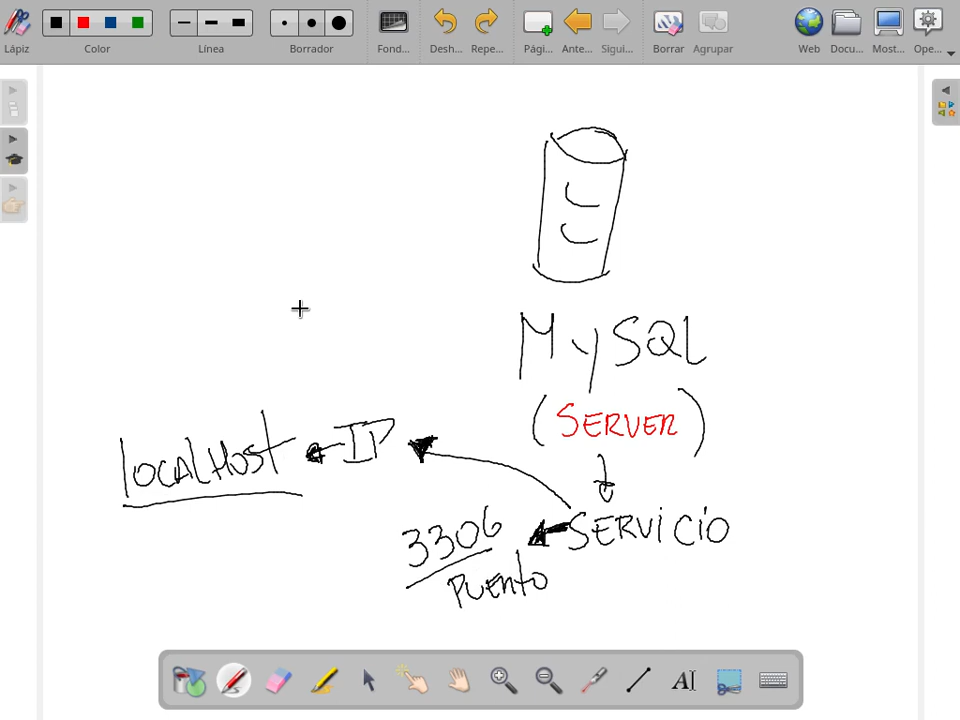 Lápiz
Color
Línea
Borrador
Fond...
Desh...
Repe...
Pági...
Ante...
Sigui...
Borrar
Agrupar
Web
Docu...
Most...
Ope...
MySQL
(SERVER)
IP
LOCALHOST
SERVICIO
3306
PUERTO
AI